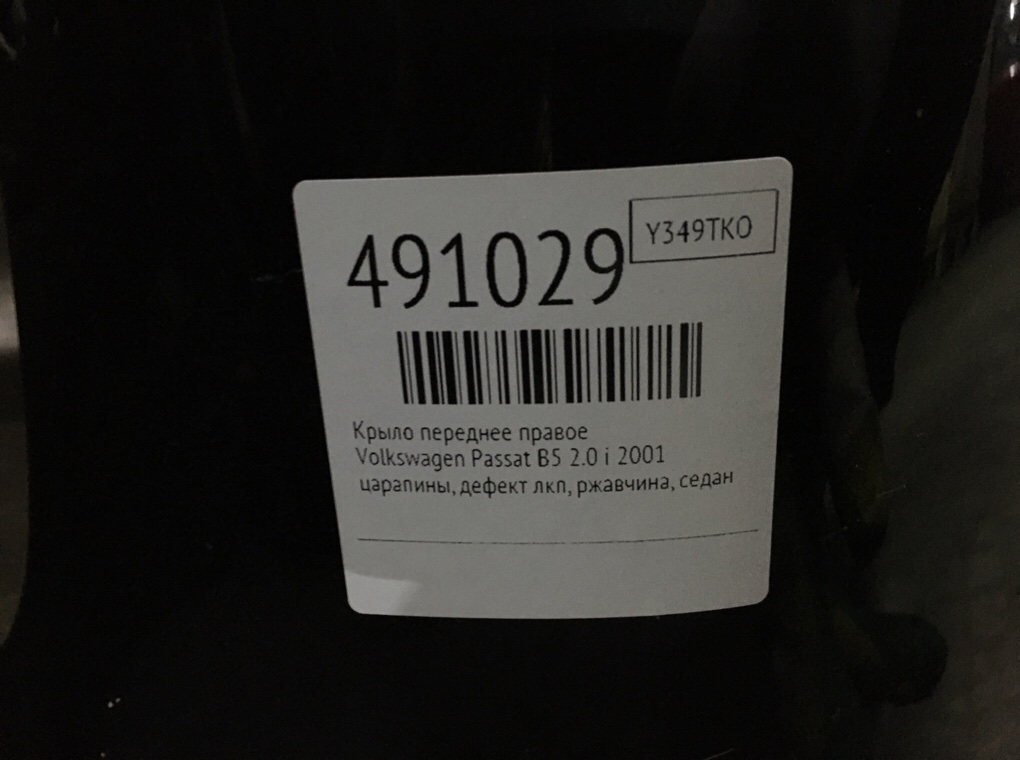 491029
Y349TKO
Крыло переднее правое
Volkswagen Passat B5 2.0 i 2001
царапины, дефект лкп, ржавчина, седан